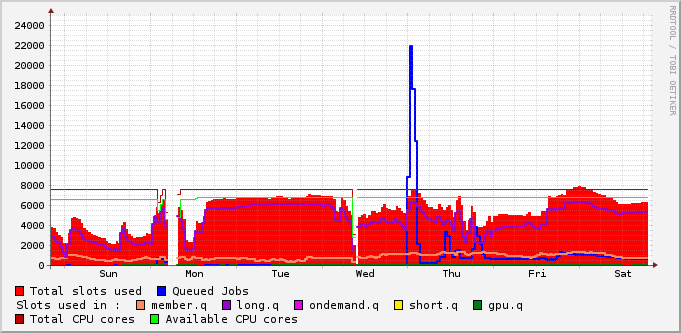 RRDTOOL / TOBI OETIKER
24000
22000
20000
18000
16000
14000
12000
10000
8000
6000
4000
2000
0
Sun Mon Tue Wed Thu Fri Sat
Total slots used Queued Jobs
Slots used in : member.q long.q ondemand.q short.q gpu.q
Total CPU cores Available CPU cores